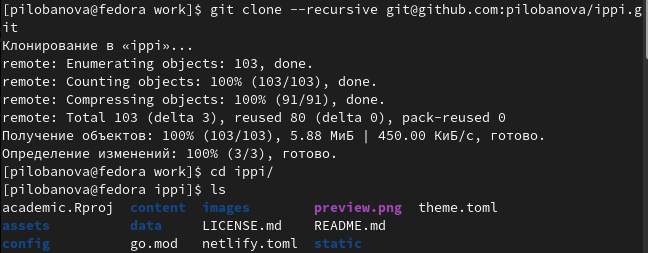 [pilobanova@fedora work]$ git clone --recursive git@github.com:pilobanova/ippi.g
it
Клонирование в «ippi»...
remote: Enumerating objects: 103, done.
remote: Counting objects: 100% (103/103), done.
remote: Compressing objects: 100% (91/91), done.
remote: Total 103 (delta 3), reused 80 (delta 0), pack-reused 0
Получение объектов: 100% (103/103), 5.88 МиБ | 450.00 КиБ/с, готово.
Определение изменений: 100% (3/3), готово.
[pilobanova@fedora work]$ cd ippi/
[pilobanova@fedora ippi]$ ls
academic.Rproj content images preview.png theme.toml
assets data LICENSE.md README.md
config go.mod netlify.toml static